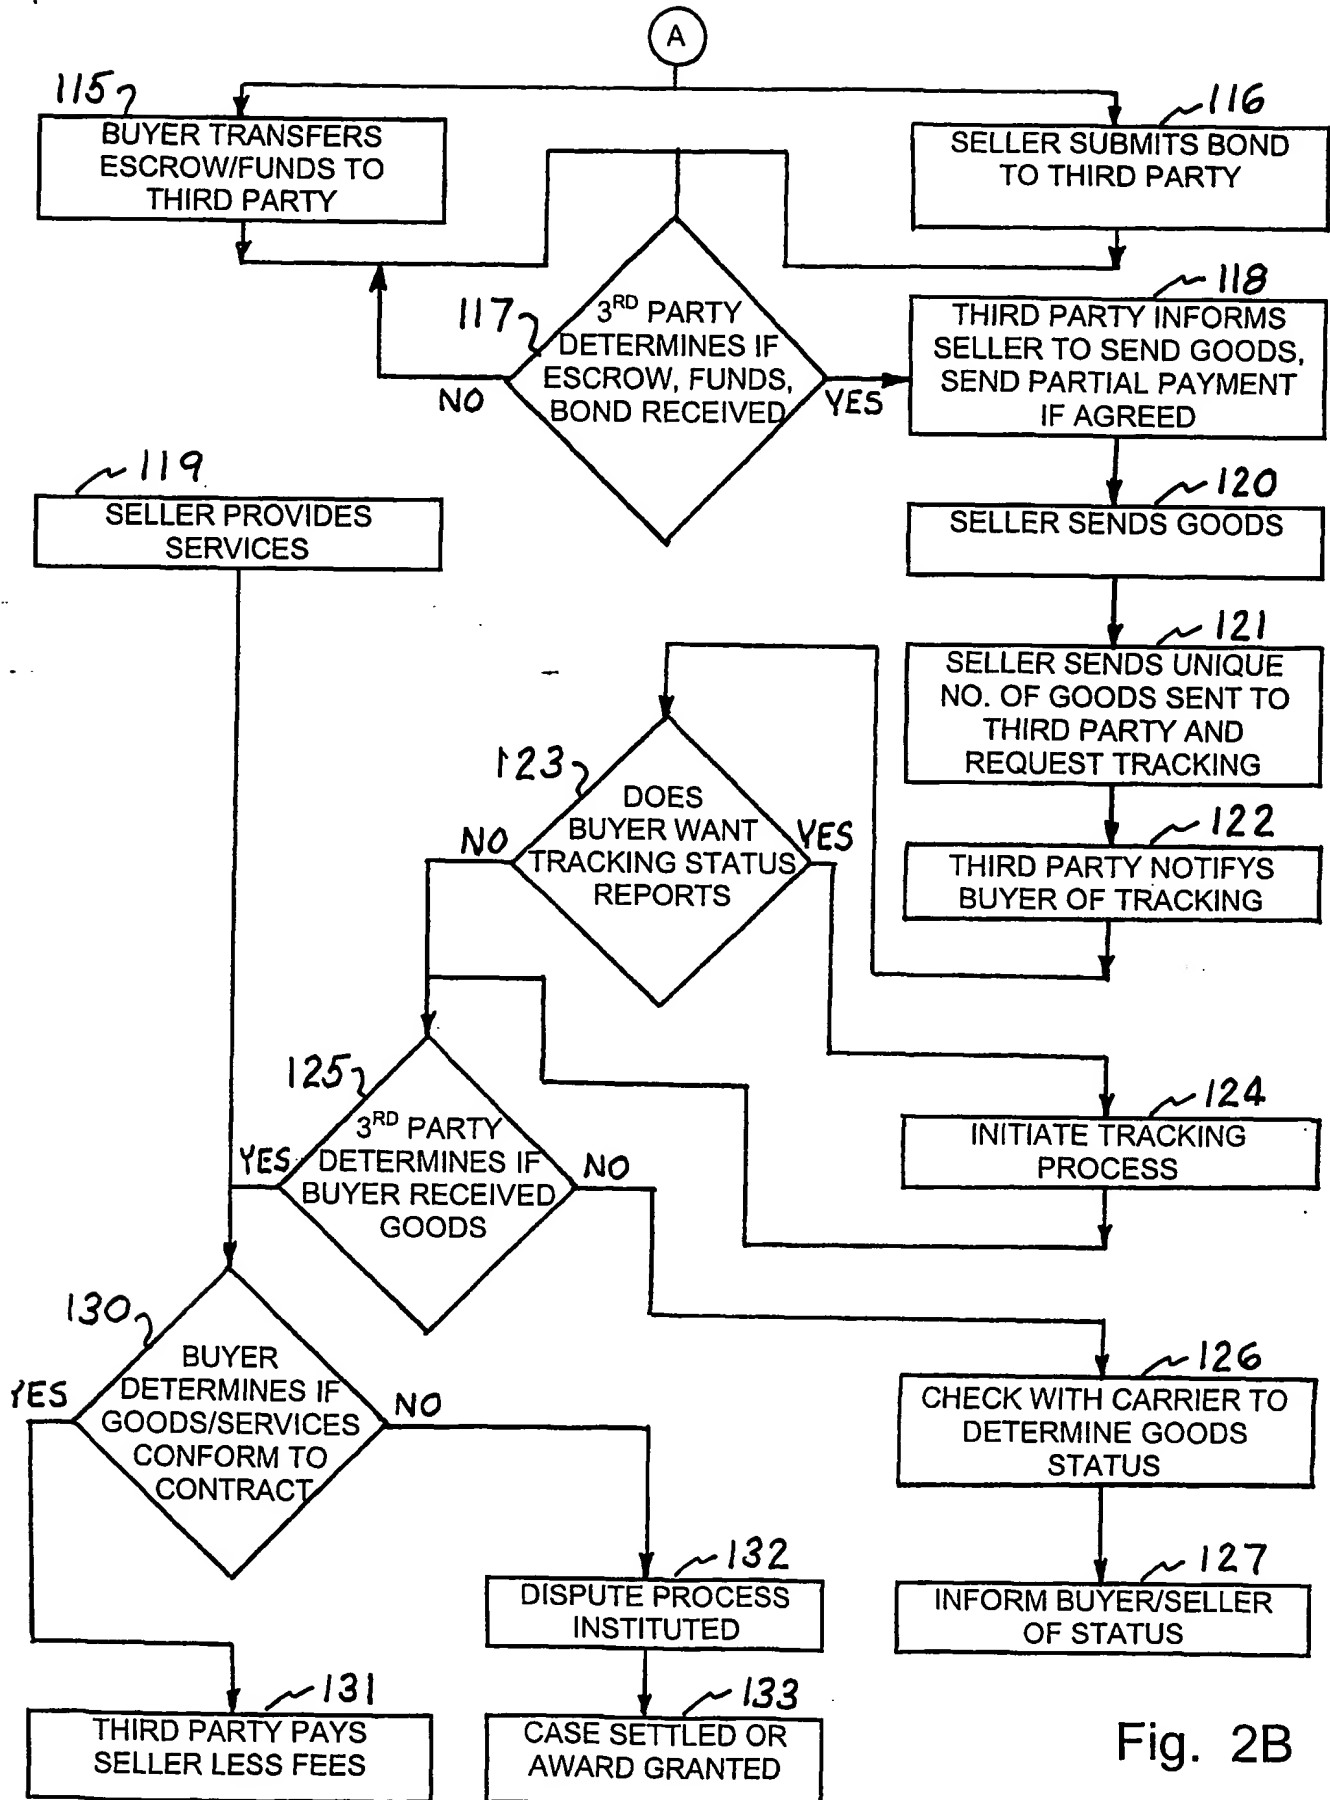 A
115
BUYER TRANSFERS
ESCROW/FUNDS TO
THIRD PARTY
116
SELLER SUBMITS BOND
TO THIRD PARTY
117
3RD PARTY
DETERMINES IF
ESCROW, FUNDS,
BOND RECEIVED
NO
YES
118
THIRD PARTY INFORMS
SELLER TO SEND GOODS,
SEND PARTIAL PAYMENT
IF AGREED
119
SELLER PROVIDES
SERVICES
120
SELLER SENDS GOODS
121
SELLER SENDS UNIQUE
NO. OF GOODS SENT TO
THIRD PARTY AND
REQUEST TRACKING
122
THIRD PARTY NOTIFYS
BUYER OF TRACKING
123
DOES
BUYER WANT
TRACKING STATUS
REPORTS
NO
YES
124
INITIATE TRACKING
PROCESS
125
3RD PARTY
DETERMINES IF
BUYER RECEIVED
GOODS
YES
NO
126
CHECK WITH CARRIER TO
DETERMINE GOODS
STATUS
127
INFORM BUYER/SELLER
OF STATUS
130
BUYER
DETERMINES IF
GOODS/SERVICES
CONFORM TO
CONTRACT
YES
NO
132
DISPUTE PROCESS
INSTITUTED
131
THIRD PARTY PAYS
SELLER LESS FEES
133
CASE SETTLED OR
AWARD GRANTED
Fig. 2B